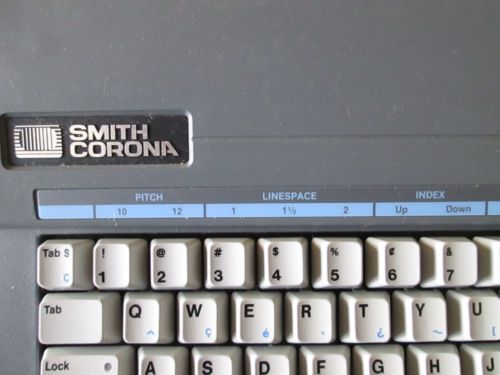 SMITH
CORONA
PITCH LINESPACE INDEX
10 12 1 1½ 2 Up Down
Tab S ! @ # $ % ¢ &
C 1 2 3 4 5 6 7
Tab Q W E R T Y U
^ ç é ` ¿ ~ [
Lock A S D F G H J